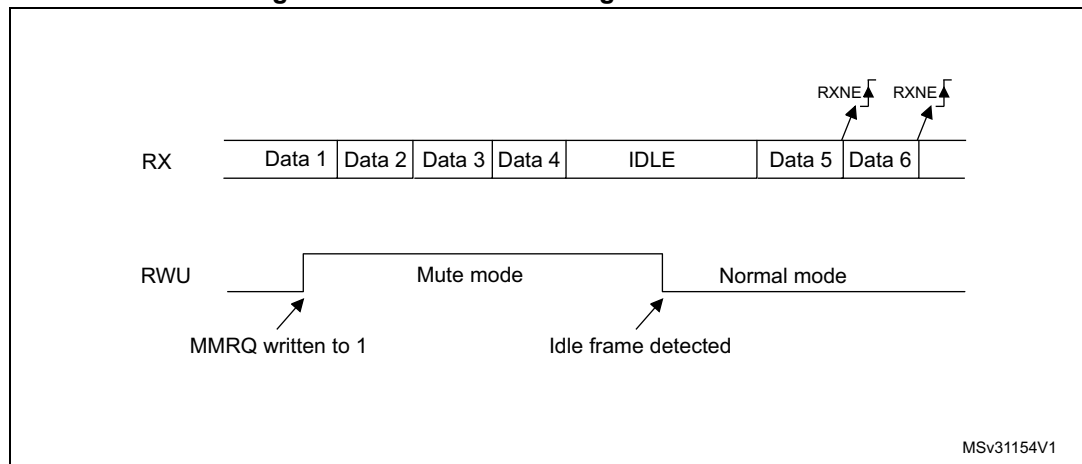 RXNE RXNE
RX Data 1 Data 2 Data 3 Data 4 IDLE Data 5 Data 6
RWU Mute mode Normal mode
MMRQ written to 1 Idle frame detected
MSv31154V1